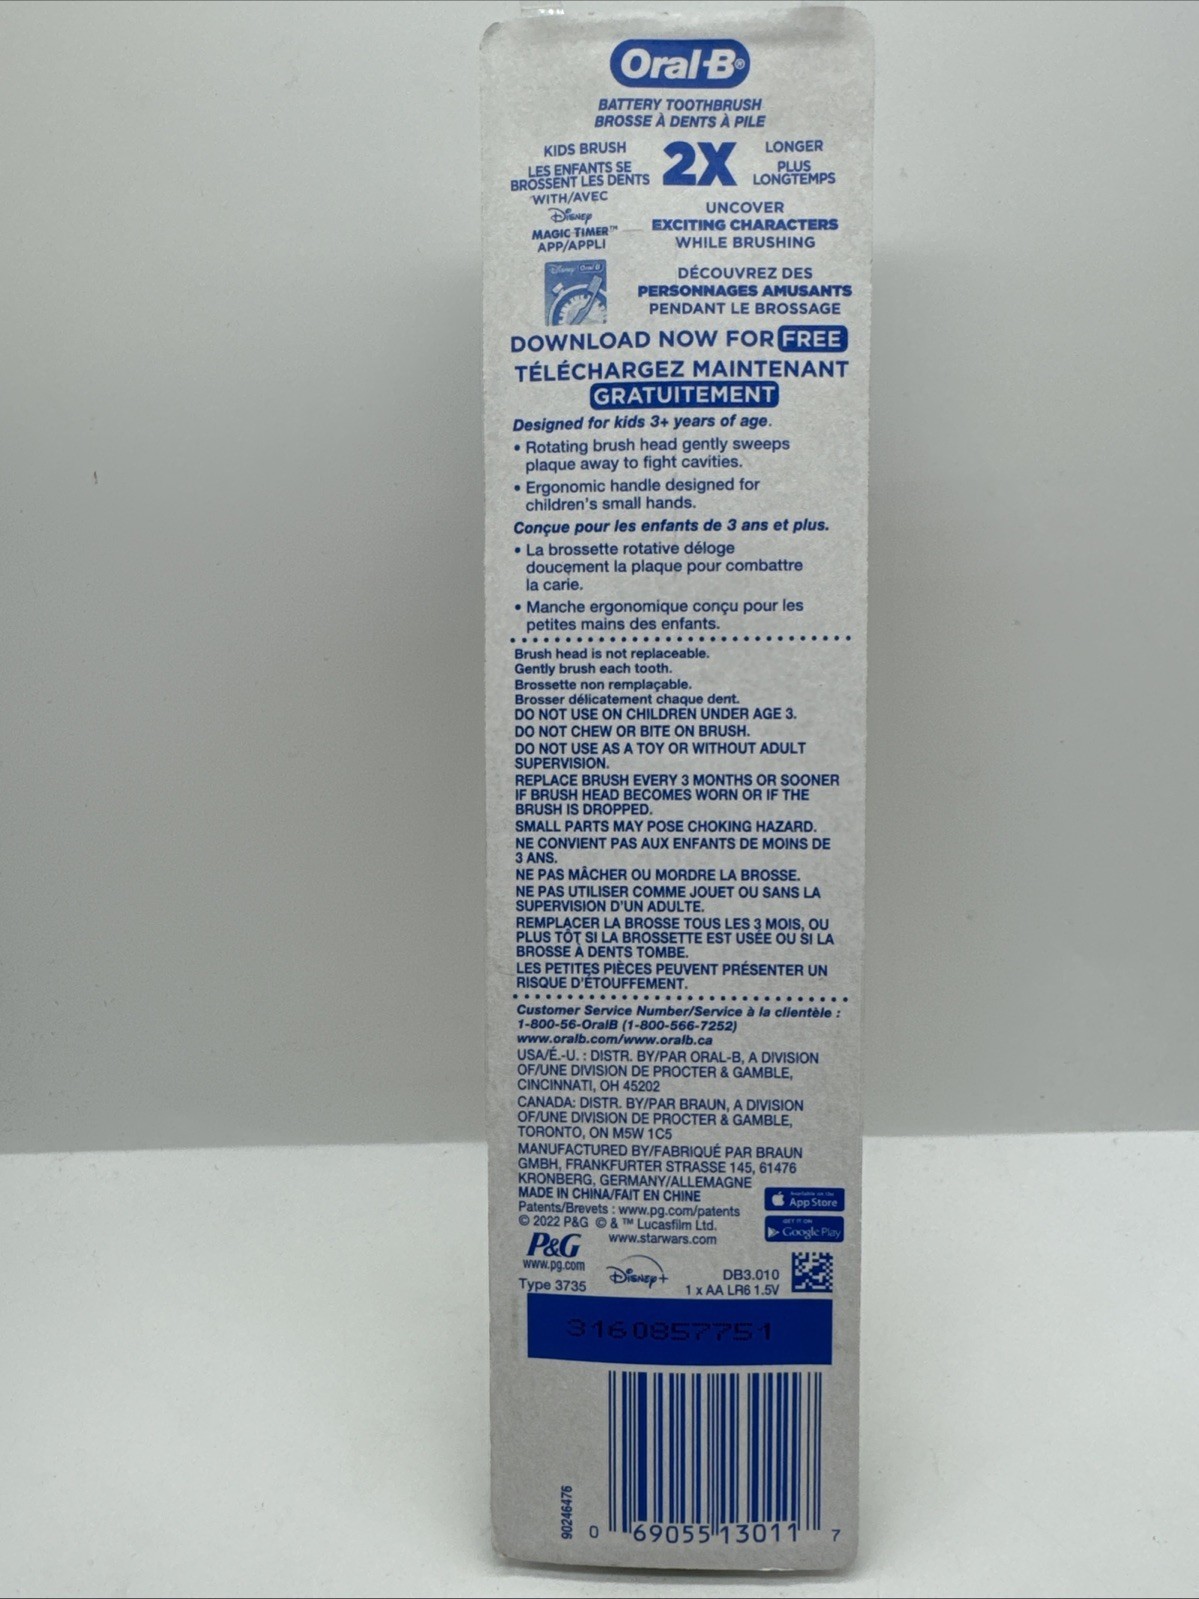 Oral-B®
BATTERY TOOTHBRUSH
BROSSE À DENTS À PILE
KIDS BRUSH
LES ENFANTS SE
BROSSENT LES DENTS
2X
LONGER
PLUS
LONGTEMPS
WITH/AVEC
Disney
MAGIC TIMER™
APP/APPLI
UNCOVER
EXCITING CHARACTERS
WHILE BRUSHING
Disney Oral-B
DÉCOUVREZ DES
PERSONNAGES AMUSANTS
PENDANT LE BROSSAGE
DOWNLOAD NOW FOR FREE
TÉLÉCHARGEZ MAINTENANT
GRATUITEMENT
Designed for kids 3+ years of age.
• Rotating brush head gently sweeps
plaque away to fight cavities.
• Ergonomic handle designed for
children's small hands.
Conçue pour les enfants de 3 ans et plus.
• La brossette rotative déloge
doucement la plaque pour combattre
la carie.
• Manche ergonomique conçu pour les
petites mains des enfants.
Brush head is not replaceable.
Gently brush each tooth.
Brossette non remplaçable.
Brosser délicatement chaque dent.
DO NOT USE ON CHILDREN UNDER AGE 3.
DO NOT CHEW OR BITE ON BRUSH.
DO NOT USE AS A TOY OR WITHOUT ADULT
SUPERVISION.
REPLACE BRUSH EVERY 3 MONTHS OR SOONER
IF BRUSH HEAD BECOMES WORN OR IF THE
BRUSH IS DROPPED.
SMALL PARTS MAY POSE CHOKING HAZARD.
NE CONVIENT PAS AUX ENFANTS DE MOINS DE
3 ANS.
NE PAS MÂCHER OU MORDRE LA BROSSE.
NE PAS UTILISER COMME JOUET OU SANS LA
SUPERVISION D'UN ADULTE.
REMPLACER LA BROSSE TOUS LES 3 MOIS, OU
PLUS TÔT SI LA BROSSETTE EST USÉE OU SI LA
BROSSE À DENTS TOMBE.
LES PETITES PIÈCES PEUVENT PRÉSENTER UN
RISQUE D'ÉTOUFFEMENT.
Customer Service Number/Service à la clientèle :
1-800-56-OralB (1-800-566-7252)
www.oralb.com/www.oralb.ca
USA/É.-U. : DISTR. BY/PAR ORAL-B, A DIVISION
OF/UNE DIVISION DE PROCTER & GAMBLE,
CINCINNATI, OH 45202
CANADA: DISTR. BY/PAR BRAUN, A DIVISION
OF/UNE DIVISION DE PROCTER & GAMBLE,
TORONTO, ON M5W 1C5
MANUFACTURED BY/FABRIQUÉ PAR BRAUN
GMBH, FRANKFURTER STRASSE 145, 61476
KRONBERG, GERMANY/ALLEMAGNE
MADE IN CHINA/FAIT EN CHINE
Patents/Brevets : www.pg.com/patents
© 2022 P&G © & ™ Lucasfilm Ltd.
www.starwars.com
Available on the
App Store
GET IT ON
Google Play
P&G
www.pg.com
Type 3735
Disney+
DB3.010
1 x AA LR6 1.5V
3160857751
90246476
0 69055 13011 7